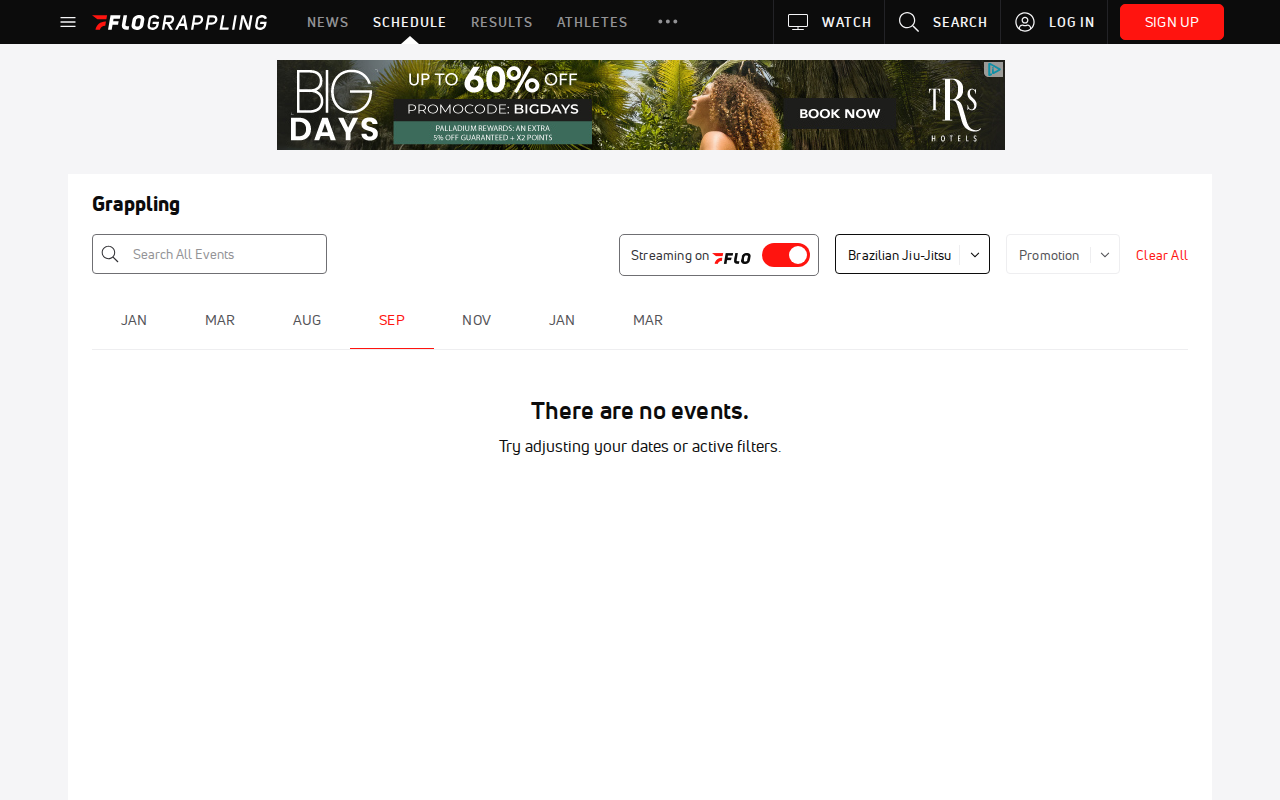 FLOGRAPPLING
NEWS
SCHEDULE
RESULTS
ATHLETES
WATCH
SEARCH
LOG IN
SIGN UP
BIG
DAYS
UP TO 60% OFF
PROMOCODE: BIGDAYS
PALLADIUM REWARDS: AN EXTRA
5% OFF GUARANTEED + X2 POINTS
BOOK NOW
TRS
HOTELS
Grappling
Search All Events
Streaming on FLO
Brazilian Jiu-Jitsu
Promotion
Clear All
JAN
MAR
AUG
SEP
NOV
JAN
MAR
There are no events.
Try adjusting your dates or active filters.